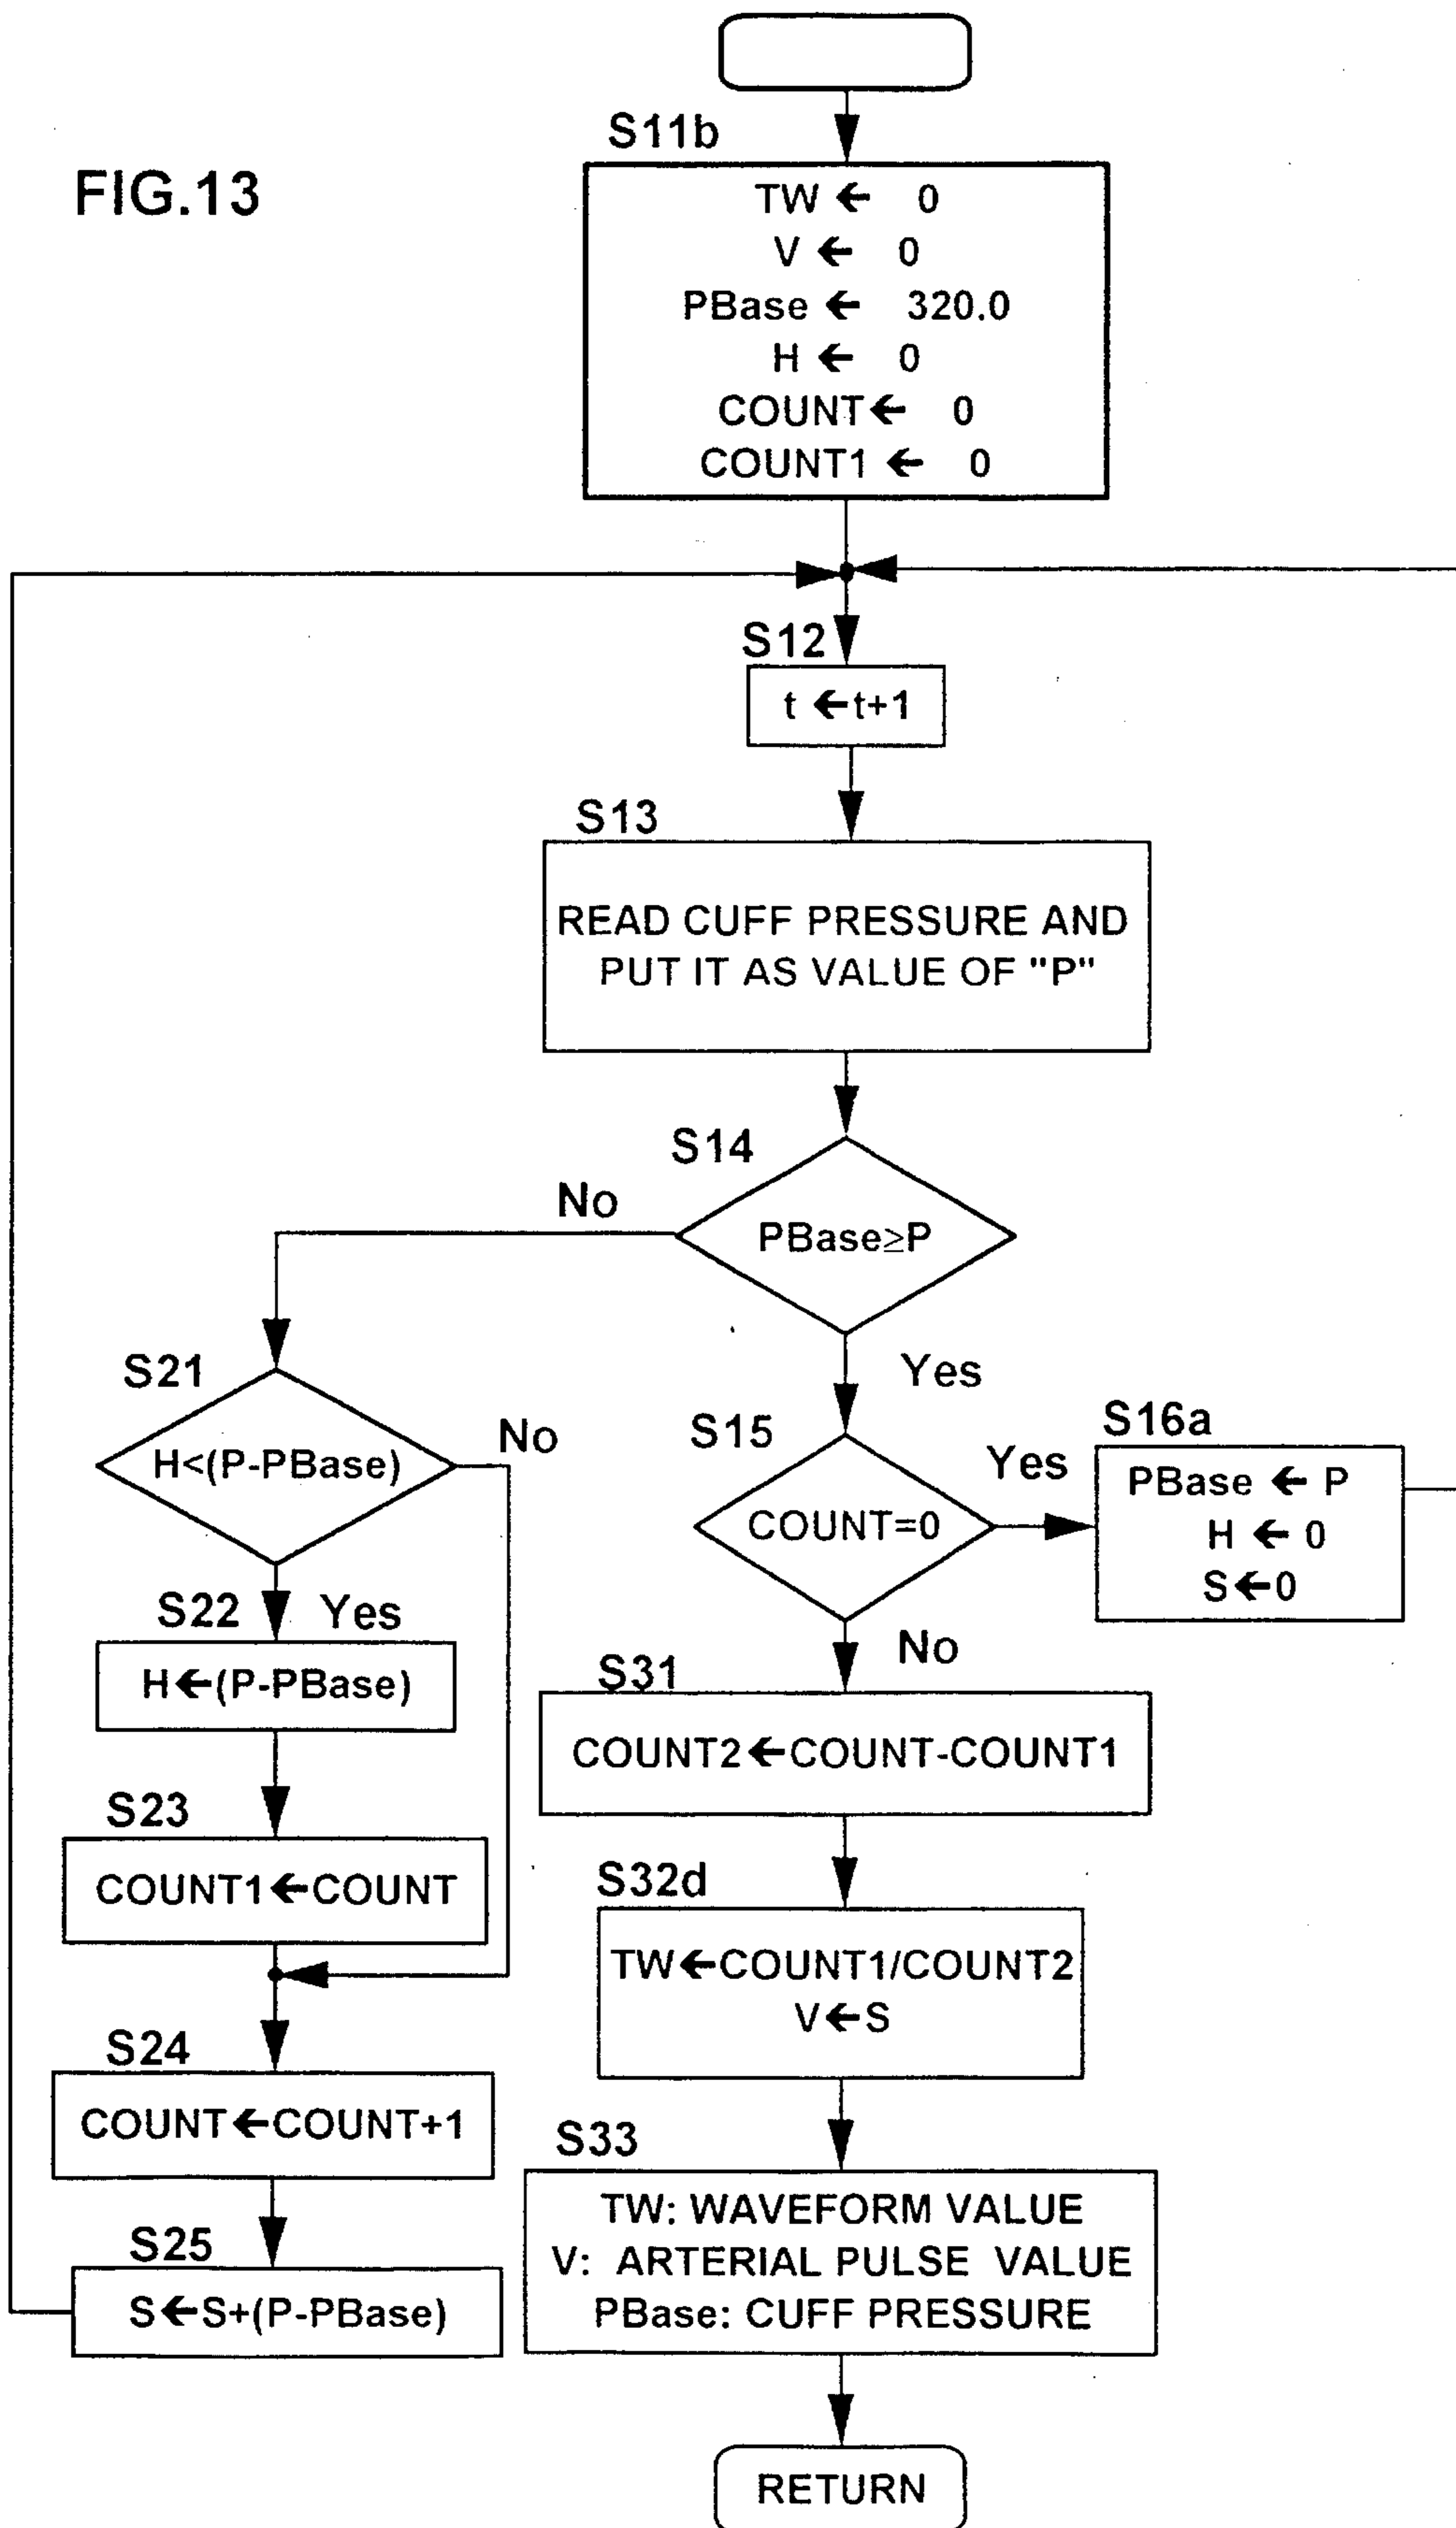 FIG.13
S11b
TW ← 0
V ← 0
PBase ← 320.0
H ← 0
COUNT ← 0
COUNT1 ← 0
S12
t ← t+1
S13
READ CUFF PRESSURE AND
PUT IT AS VALUE OF "P"
S14
PBase≥P
No
Yes
S21
H<(P-PBase)
No
Yes
S22
H←(P-PBase)
S23
COUNT1←COUNT
S24
COUNT←COUNT+1
S25
S←S+(P-PBase)
S15
COUNT=0
Yes
No
S16a
PBase ← P
H ← 0
S←0
S31
COUNT2←COUNT-COUNT1
S32d
TW←COUNT1/COUNT2
V←S
S33
TW: WAVEFORM VALUE
V: ARTERIAL PULSE VALUE
PBase: CUFF PRESSURE
RETURN